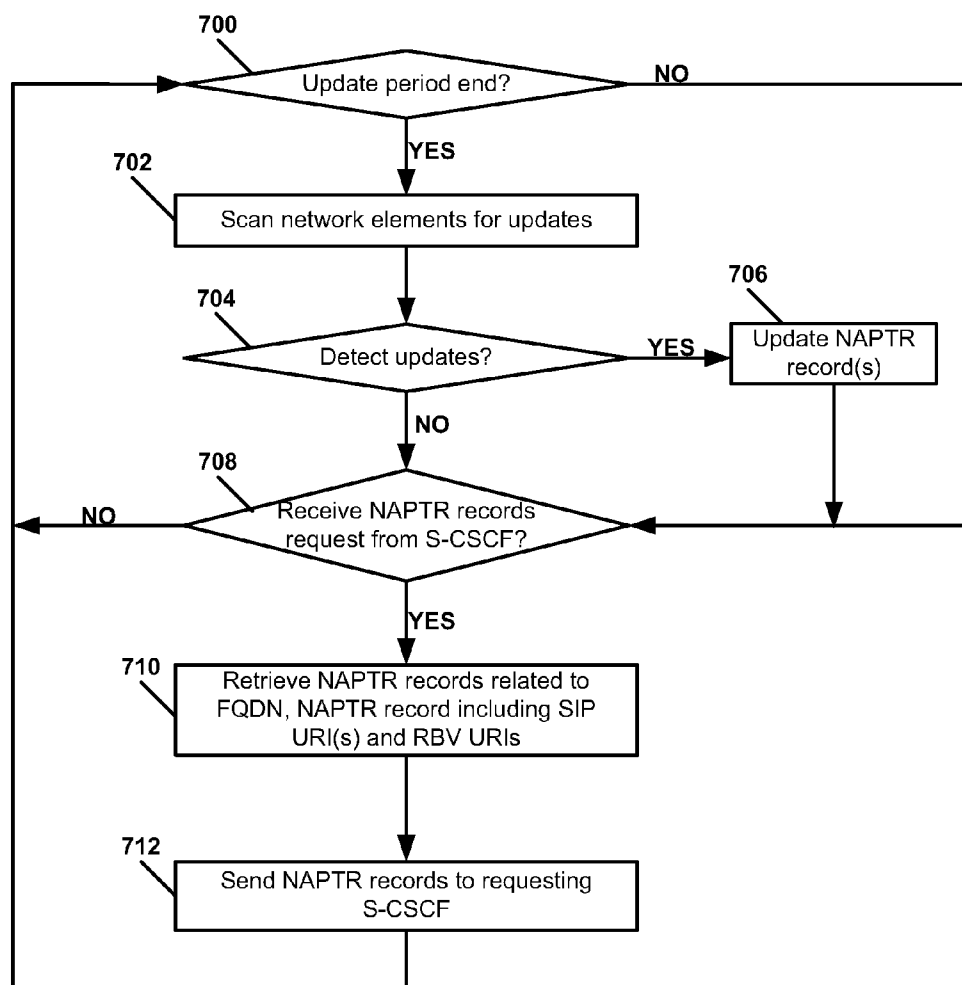 700
Update period end?
NO
YES
702
Scan network elements for updates
704
706
Detect updates?
YES
Update NAPTR
record(s)
NO
708
Receive NAPTR records
request from S-CSCF?
NO
YES
710
Retrieve NAPTR records related to
FQDN, NAPTR record including SIP
URI(s) and RBV URIs
712
Send NAPTR records to requesting
S-CSCF